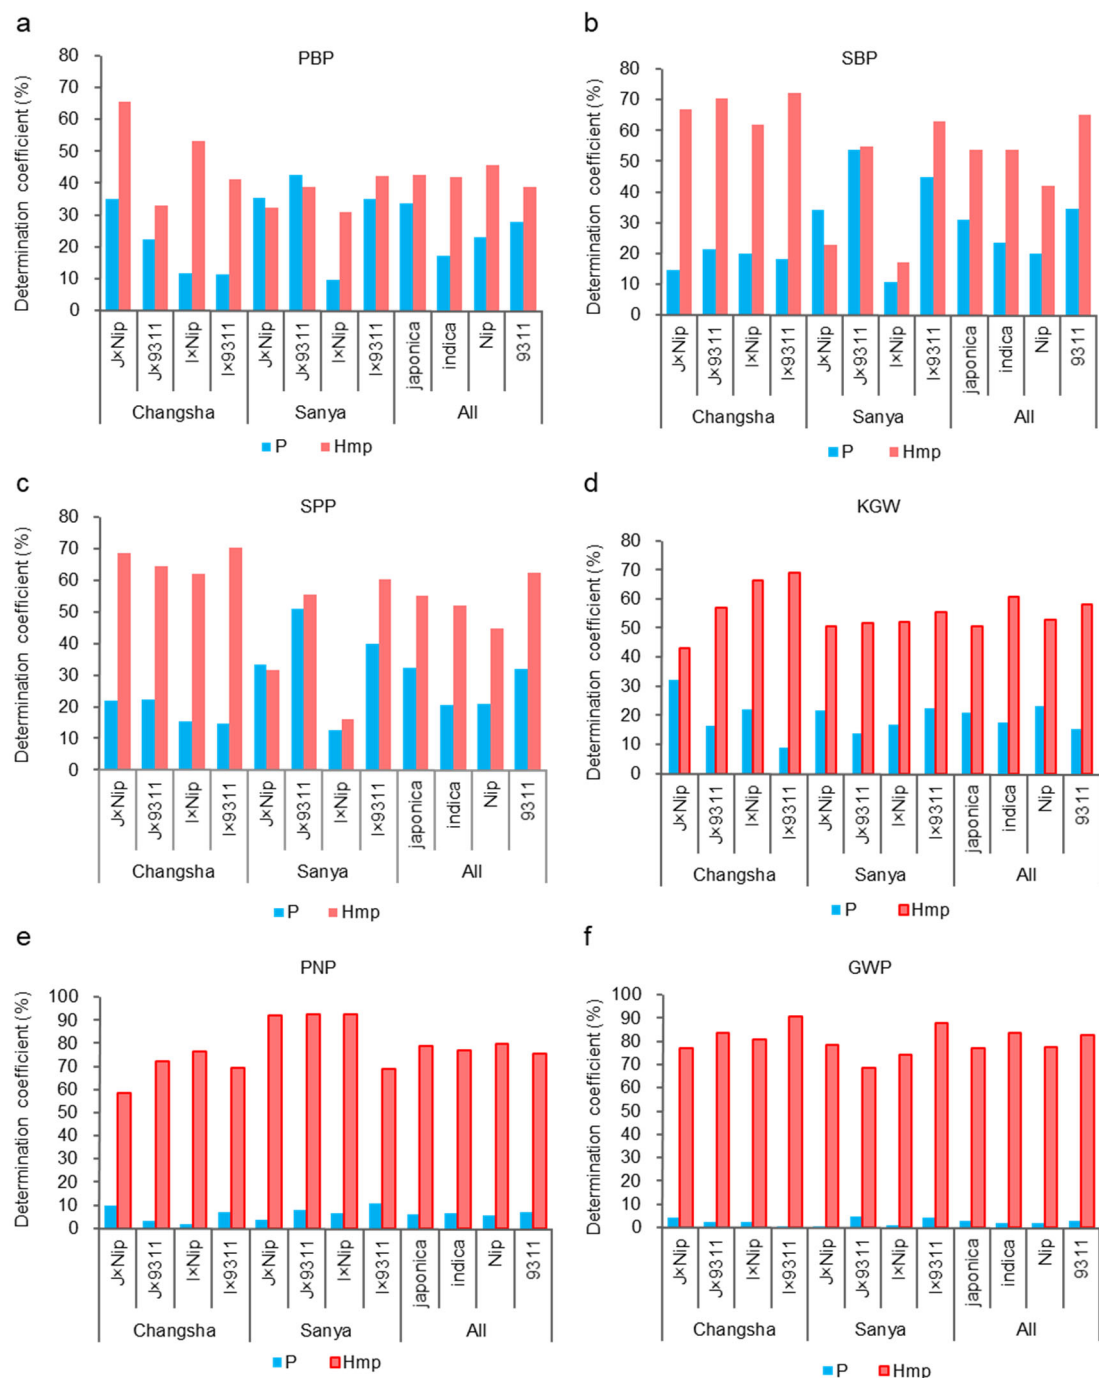 a
PBP
Determination coefficient (%)
80
70
60
50
40
30
20
10
0
J×Nip
J×9311
I×Nip
I×9311
J×Nip
J×9311
I×Nip
I×9311
japonica
indica
Nip
9311
Changsha
Sanya
All
P
Hmp
b
SBP
Determination coefficient (%)
80
70
60
50
40
30
20
10
0
J×Nip
J×9311
I×Nip
I×9311
J×Nip
J×9311
I×Nip
I×9311
japonica
indica
Nip
9311
Changsha
Sanya
All
P
Hmp
c
SPP
Determination coefficient (%)
80
70
60
50
40
30
20
10
0
J×Nip
J×9311
I×Nip
I×9311
J×Nip
J×9311
I×Nip
I×9311
japonica
indica
Nip
9311
Changsha
Sanya
All
P
Hmp
d
KGW
Determination coefficient (%)
80
70
60
50
40
30
20
10
0
J×Nip
J×9311
I×Nip
I×9311
J×Nip
J×9311
I×Nip
I×9311
japonica
indica
Nip
9311
Changsha
Sanya
All
P
Hmp
e
PNP
Determination coefficient (%)
100
90
80
70
60
50
40
30
20
10
0
J×Nip
J×9311
I×Nip
I×9311
J×Nip
J×9311
I×Nip
I×9311
japonica
indica
Nip
9311
Changsha
Sanya
All
P
Hmp
f
GWP
Determination coefficient (%)
100
90
80
70
60
50
40
30
20
10
0
J×Nip
J×9311
I×Nip
I×9311
J×Nip
J×9311
I×Nip
I×9311
japonica
indica
Nip
9311
Changsha
Sanya
All
P
Hmp